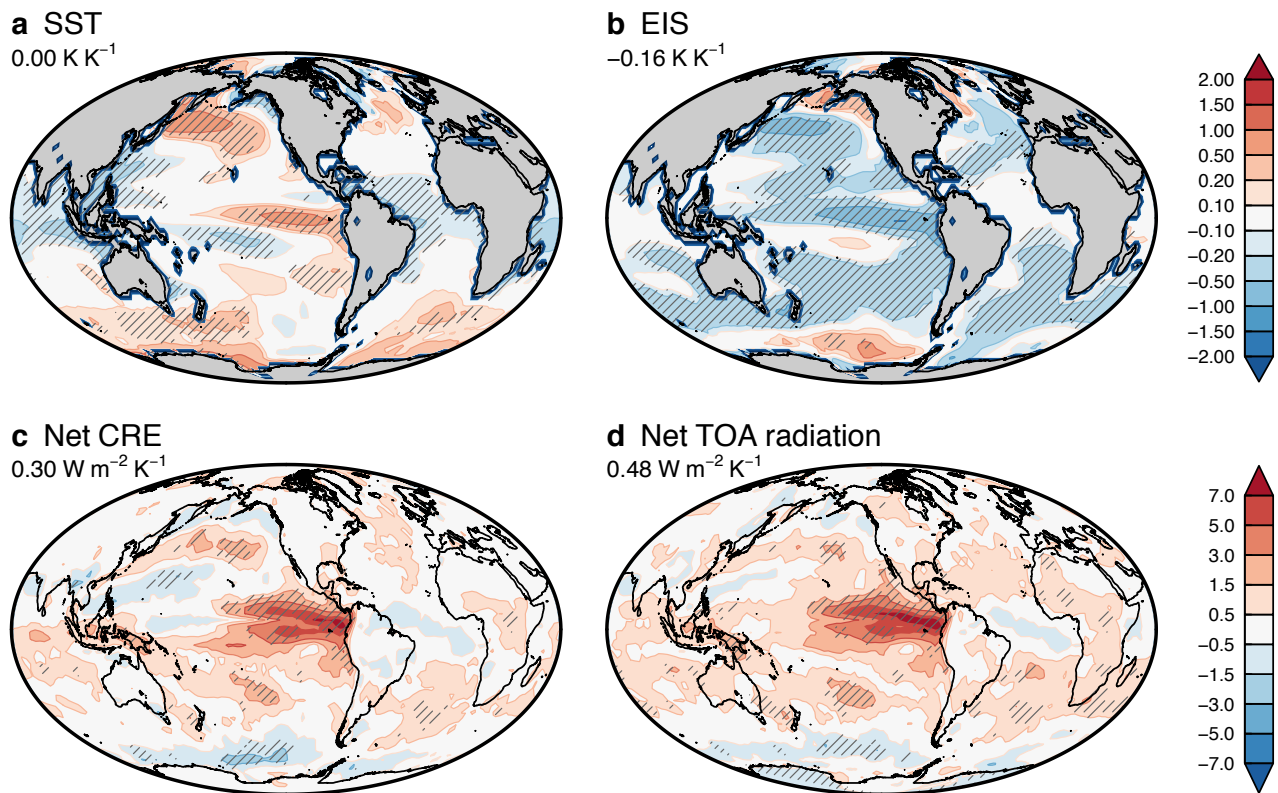 a SST
0.00 K K⁻¹
b EIS
−0.16 K K⁻¹
2.00
1.50
1.00
0.50
0.20
0.10
−0.10
−0.20
−0.50
−1.00
−1.50
−2.00
c Net CRE
0.30 W m⁻² K⁻¹
d Net TOA radiation
0.48 W m⁻² K⁻¹
7.0
5.0
3.0
1.5
0.5
−0.5
−1.5
−3.0
−5.0
−7.0